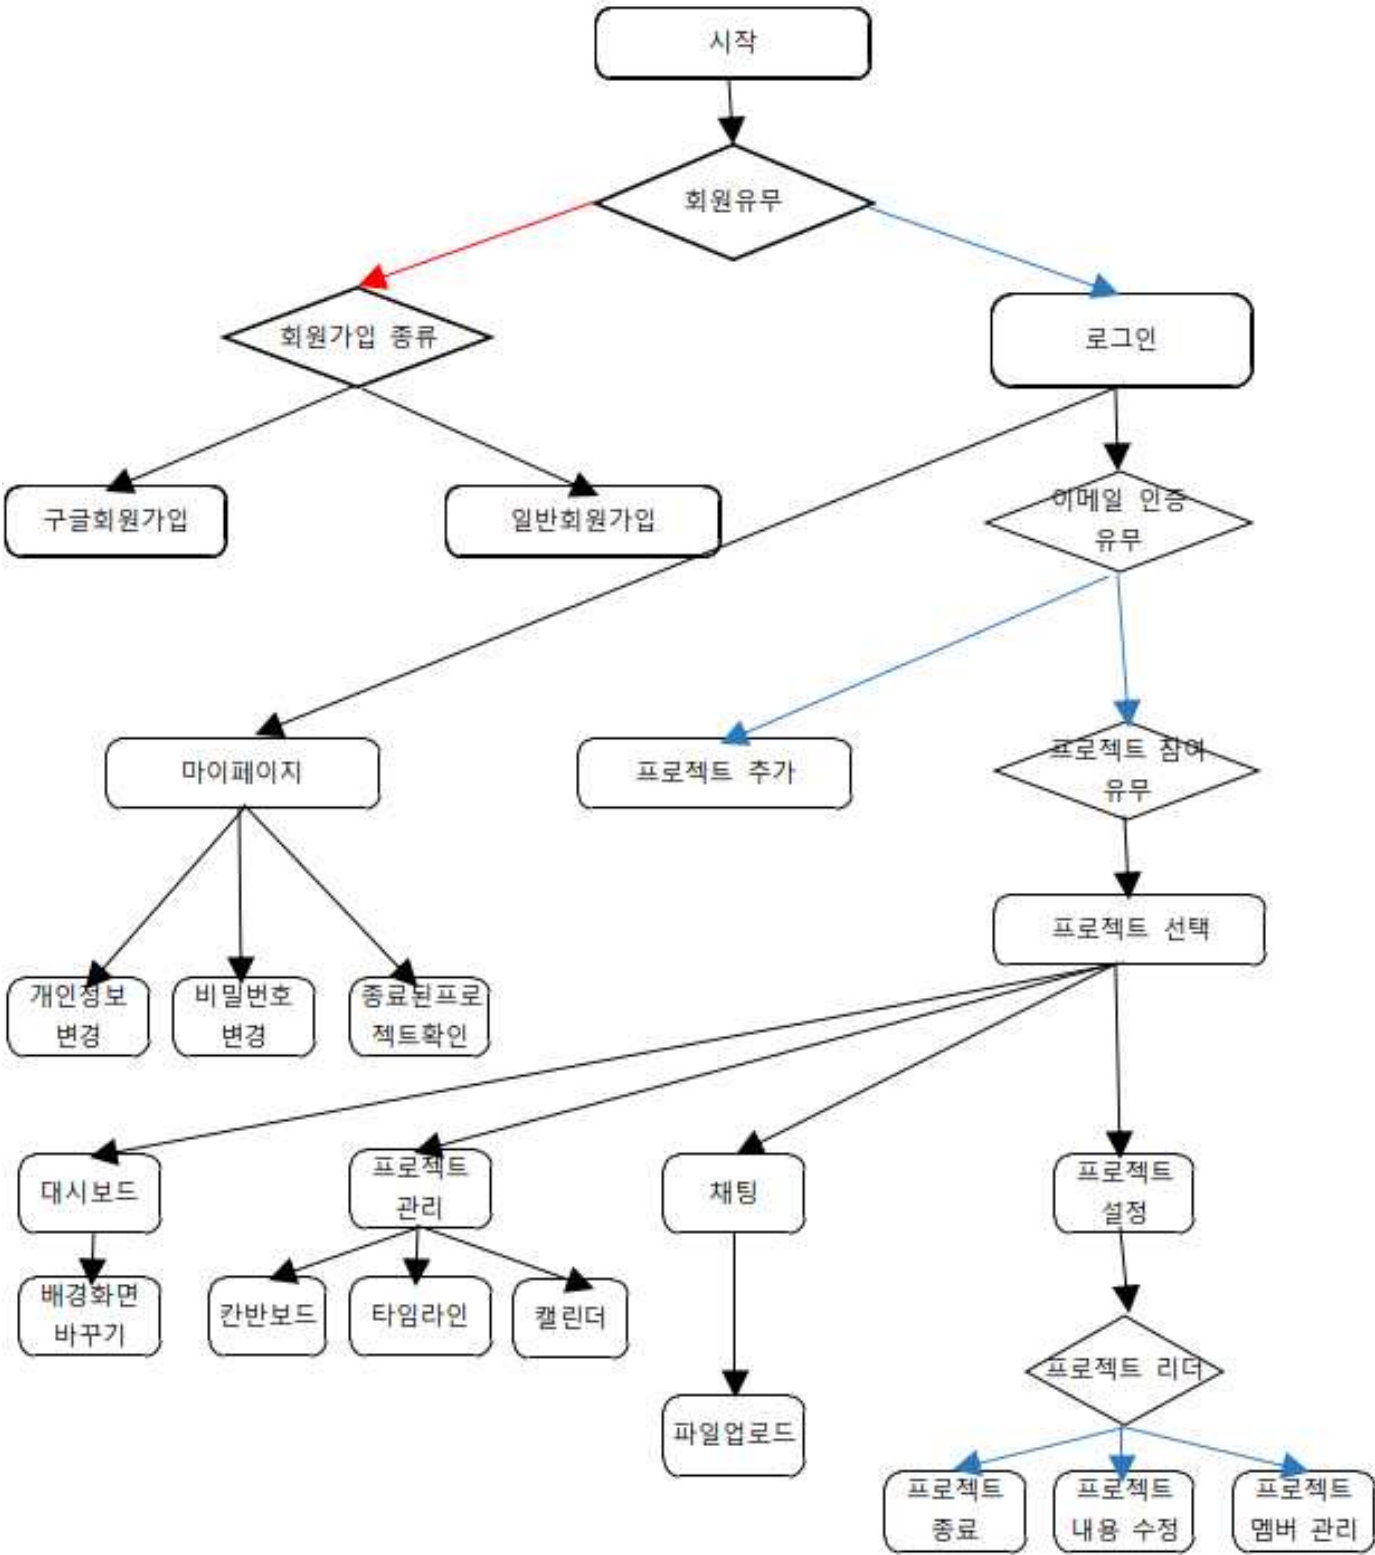 시작
회원유무
회원가입 종류
로그인
구글회원가입
일반회원가입
이메일 인증
유무
마이페이지
프로젝트 추가
프로젝트 참여
유무
프로젝트 선택
개인정보
변경
비밀번호
변경
종료된프로
젝트확인
대시보드
프로젝트
관리
채팅
프로젝트
설정
배경화면
바꾸기
칸반보드
타임라인
캘린더
프로젝트 리더
파일업로드
프로젝트
종료
프로젝트
내용 수정
프로젝트
멤버 관리